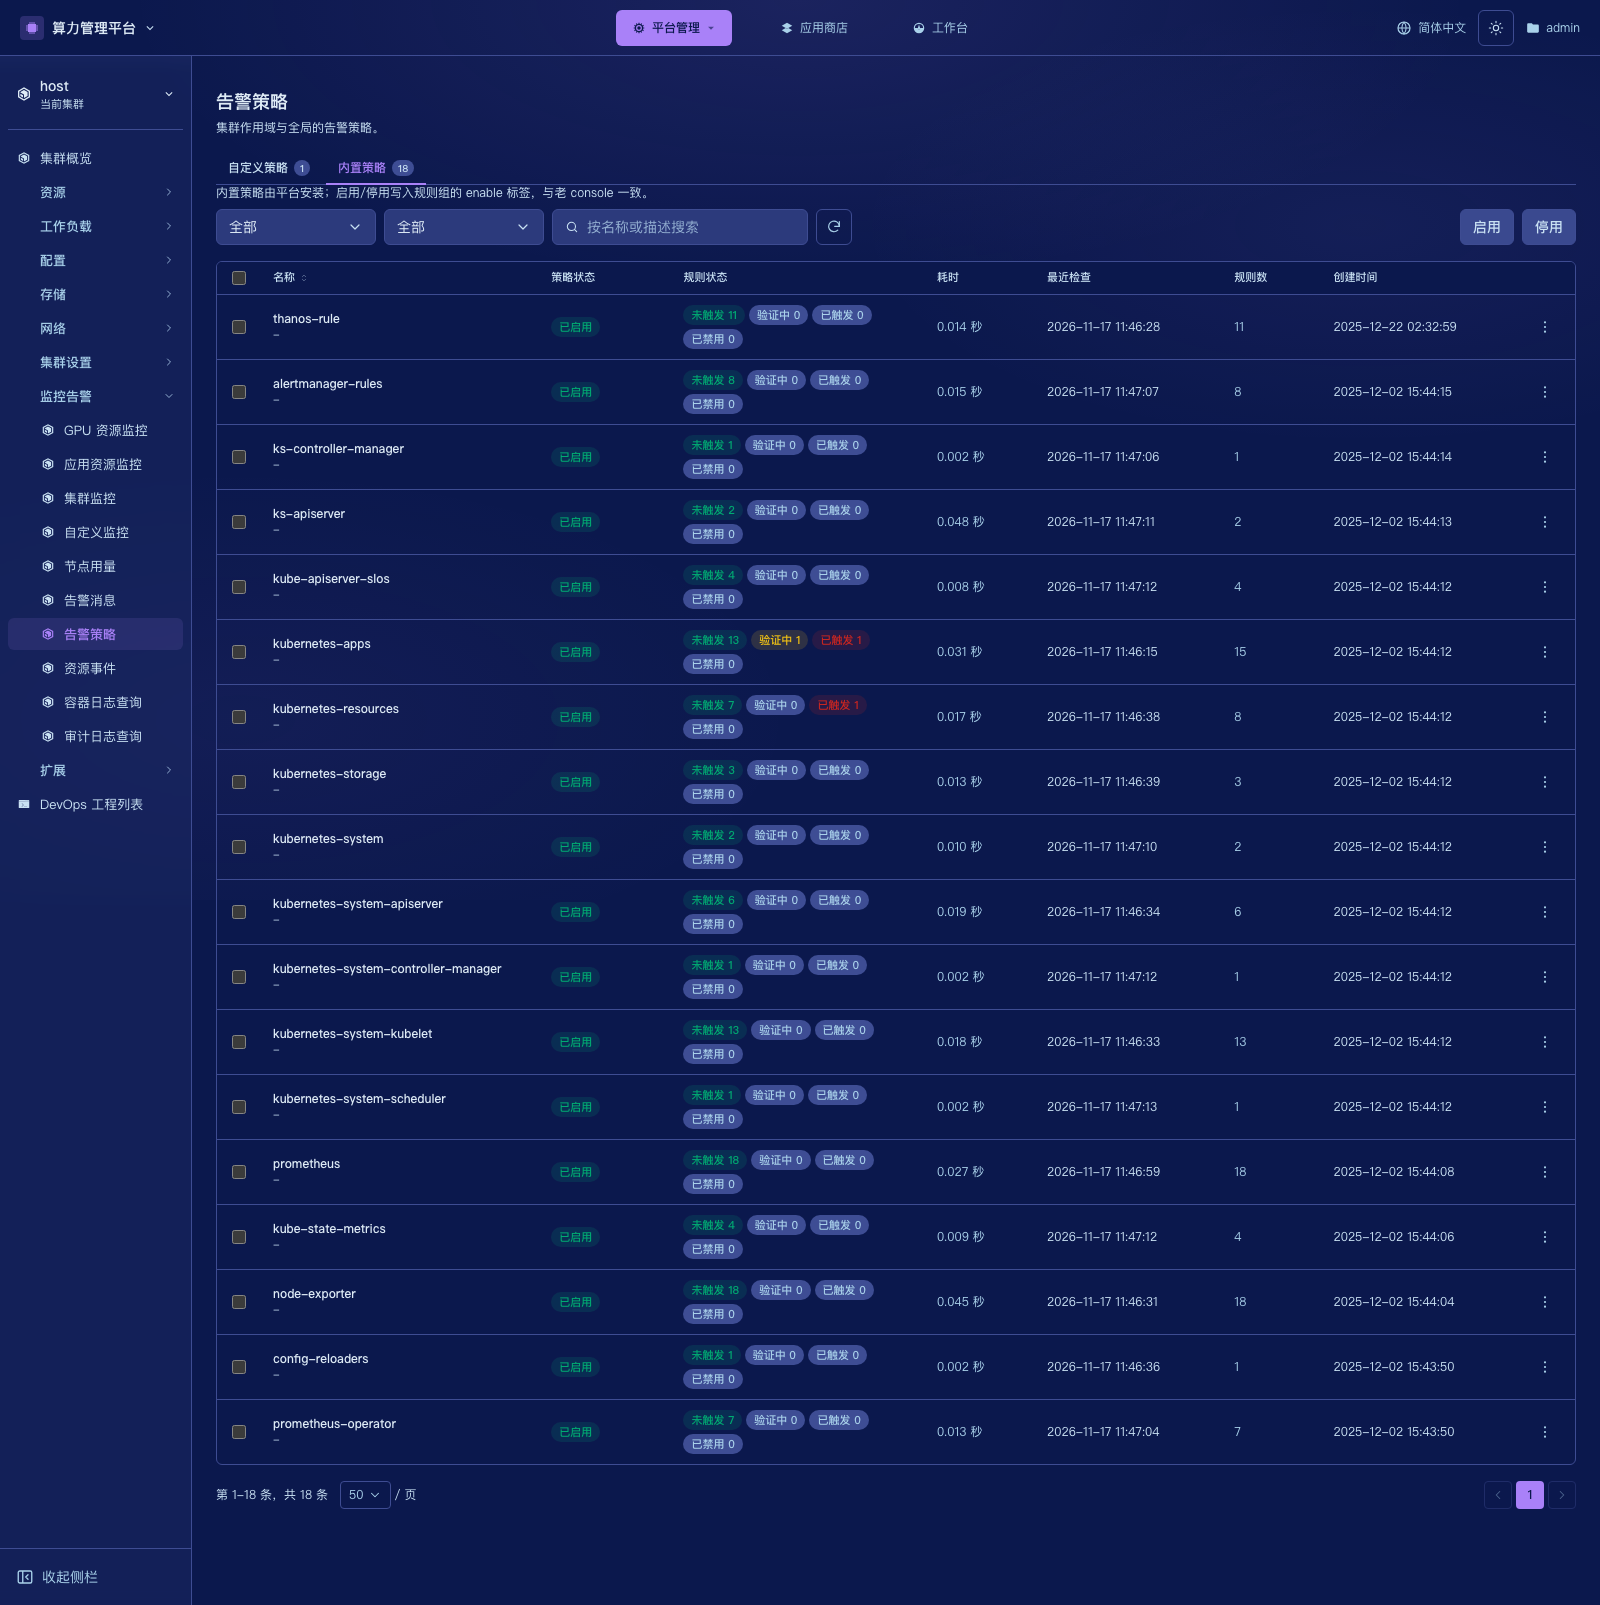 算力管理平台
平台管理
应用商店
工作台
简体中文
admin
host
当前集群
集群概览
资源
工作负载
配置
存储
网络
集群设置
监控告警
GPU 资源监控
应用资源监控
集群监控
自定义监控
节点用量
告警消息
告警策略
资源事件
容器日志查询
审计日志查询
扩展
DevOps 工程列表
收起侧栏
告警策略
集群作用域与全局的告警策略。
自定义策略 1 内置策略 18
内置策略由平台安装；启用/停用写入规则组的 enable 标签，与老 console 一致。
全部 全部 按名称或描述搜索 启用 停用
名称 策略状态 规则状态 耗时 最近检查 规则数 创建时间
thanos-rule – 已启用 未触发 11 验证中 0 已触发 0 已禁用 0 0.014 秒 2026-11-17 11:46:28 11 2025-12-22 02:32:59
alertmanager-rules – 已启用 未触发 8 验证中 0 已触发 0 已禁用 0 0.015 秒 2026-11-17 11:47:07 8 2025-12-02 15:44:15
ks-controller-manager – 已启用 未触发 1 验证中 0 已触发 0 已禁用 0 0.002 秒 2026-11-17 11:47:06 1 2025-12-02 15:44:14
ks-apiserver – 已启用 未触发 2 验证中 0 已触发 0 已禁用 0 0.048 秒 2026-11-17 11:47:11 2 2025-12-02 15:44:13
kube-apiserver-slos – 已启用 未触发 4 验证中 0 已触发 0 已禁用 0 0.008 秒 2026-11-17 11:47:12 4 2025-12-02 15:44:12
kubernetes-apps – 已启用 未触发 13 验证中 1 已触发 1 已禁用 0 0.031 秒 2026-11-17 11:46:15 15 2025-12-02 15:44:12
kubernetes-resources – 已启用 未触发 7 验证中 0 已触发 1 已禁用 0 0.017 秒 2026-11-17 11:46:38 8 2025-12-02 15:44:12
kubernetes-storage – 已启用 未触发 3 验证中 0 已触发 0 已禁用 0 0.013 秒 2026-11-17 11:46:39 3 2025-12-02 15:44:12
kubernetes-system – 已启用 未触发 2 验证中 0 已触发 0 已禁用 0 0.010 秒 2026-11-17 11:47:10 2 2025-12-02 15:44:12
kubernetes-system-apiserver – 已启用 未触发 6 验证中 0 已触发 0 已禁用 0 0.019 秒 2026-11-17 11:46:34 6 2025-12-02 15:44:12
kubernetes-system-controller-manager – 已启用 未触发 1 验证中 0 已触发 0 已禁用 0 0.002 秒 2026-11-17 11:47:12 1 2025-12-02 15:44:12
kubernetes-system-kubelet – 已启用 未触发 13 验证中 0 已触发 0 已禁用 0 0.018 秒 2026-11-17 11:46:33 13 2025-12-02 15:44:12
kubernetes-system-scheduler – 已启用 未触发 1 验证中 0 已触发 0 已禁用 0 0.002 秒 2026-11-17 11:47:13 1 2025-12-02 15:44:12
prometheus – 已启用 未触发 18 验证中 0 已触发 0 已禁用 0 0.027 秒 2026-11-17 11:46:59 18 2025-12-02 15:44:08
kube-state-metrics – 已启用 未触发 4 验证中 0 已触发 0 已禁用 0 0.009 秒 2026-11-17 11:47:12 4 2025-12-02 15:44:06
node-exporter – 已启用 未触发 18 验证中 0 已触发 0 已禁用 0 0.045 秒 2026-11-17 11:46:31 18 2025-12-02 15:44:04
config-reloaders – 已启用 未触发 1 验证中 0 已触发 0 已禁用 0 0.002 秒 2026-11-17 11:46:36 1 2025-12-02 15:43:50
prometheus-operator – 已启用 未触发 7 验证中 0 已触发 0 已禁用 0 0.013 秒 2026-11-17 11:47:04 7 2025-12-02 15:43:50
第 1-18 条，共 18 条 50 / 页 1